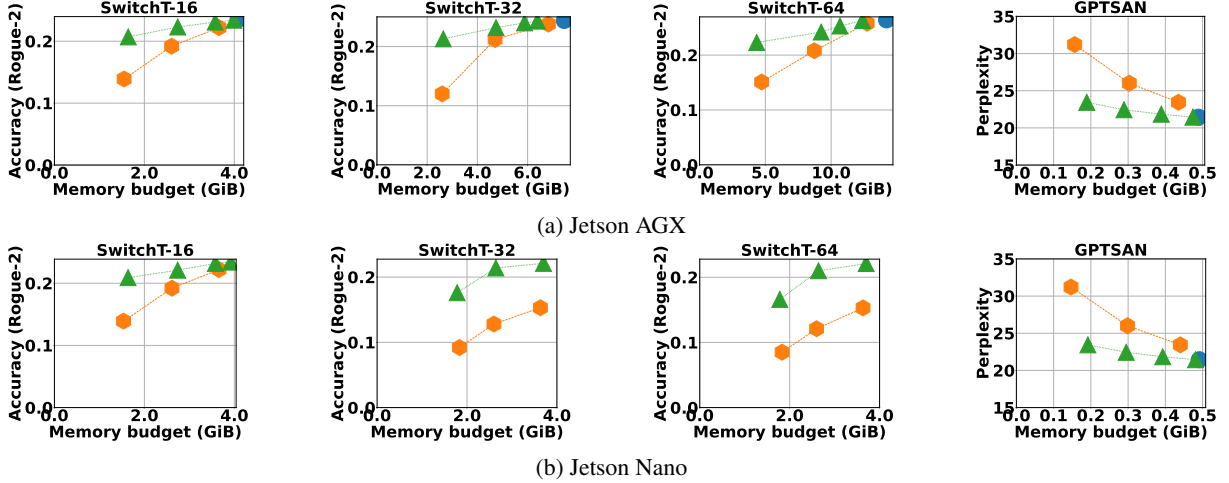 SwitchT-16
Accuracy (Rogue-2)
0.2
0.1
0.0
0.0 2.0 4.0
Memory budget (GiB)
SwitchT-32
Accuracy (Rogue-2)
0.2
0.1
0.0
0.0 2.0 4.0 6.0
Memory budget (GiB)
SwitchT-64
Accuracy (Rogue-2)
0.2
0.1
0.0
0.0 5.0 10.0
Memory budget (GiB)
GPTSAN
Perplexity
35
30
25
20
15
0.0 0.1 0.2 0.3 0.4 0.5
Memory budget (GiB)
(a) Jetson AGX
SwitchT-16
Accuracy (Rogue-2)
0.2
0.1
0.0
0.0 2.0 4.0
Memory budget (GiB)
SwitchT-32
Accuracy (Rogue-2)
0.2
0.1
0.0
0.0 2.0 4.0
Memory budget (GiB)
SwitchT-64
Accuracy (Rogue-2)
0.2
0.1
0.0
0.0 2.0 4.0
Memory budget (GiB)
GPTSAN
Perplexity
35
30
25
20
15
0.0 0.1 0.2 0.3 0.4 0.5
Memory budget (GiB)
(b) Jetson Nano